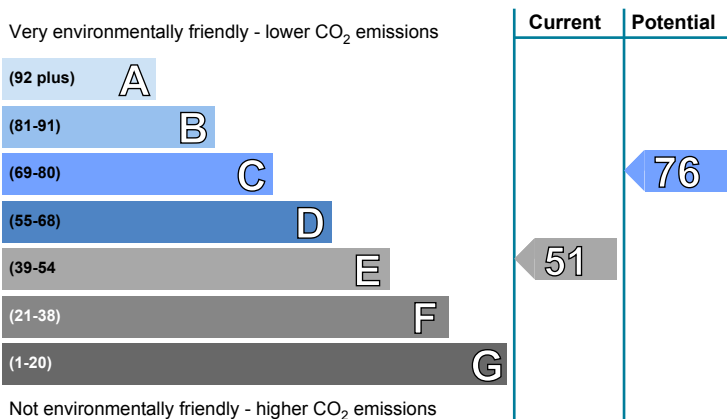 Current Potential
Very environmentally friendly - lower CO2 emissions
(92 plus) A
(81-91) B
(69-80) C 76
(55-68) D
(39-54 E 51
(21-38) F
(1-20) G
Not environmentally friendly - higher CO2 emissions